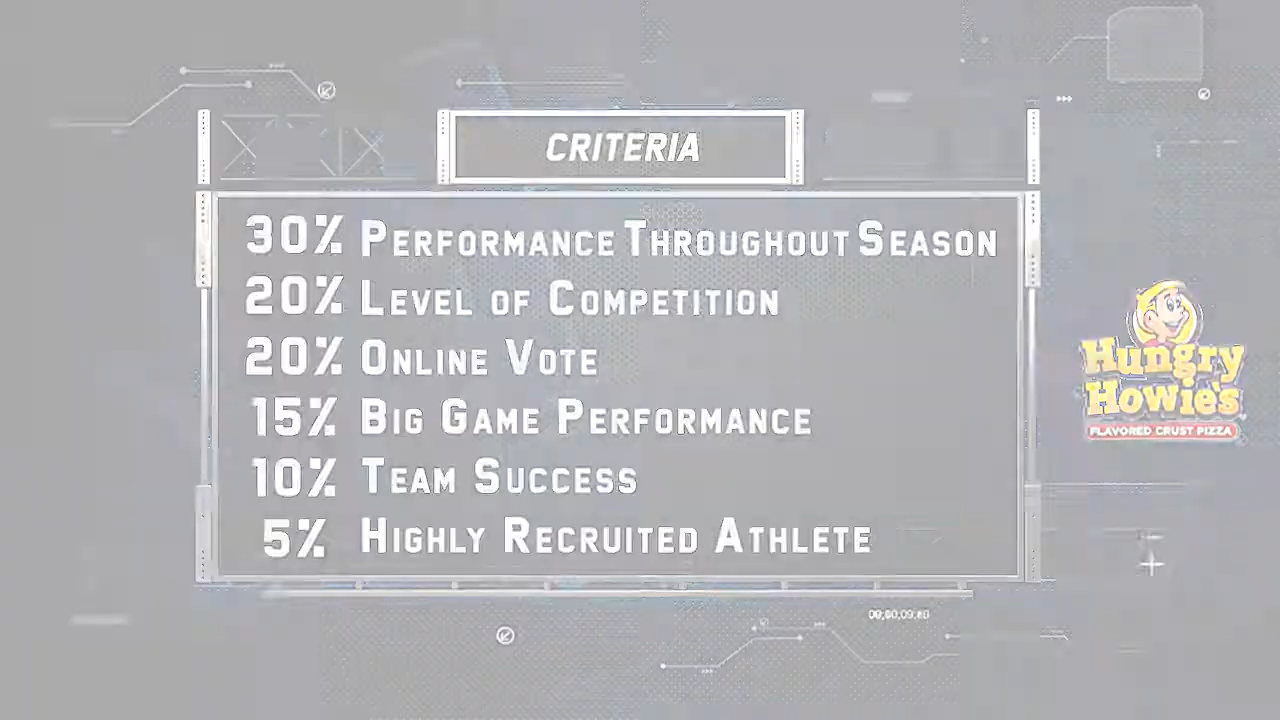 CRITERIA
30% PERFORMANCE THROUGHOUT SEASON
20% LEVEL OF COMPETITION
20% ONLINE VOTE
15% BIG GAME PERFORMANCE
10% TEAM SUCCESS
5% HIGHLY RECRUITED ATHLETE
Hungry
Howie's
FLAVORED CRUST PIZZA